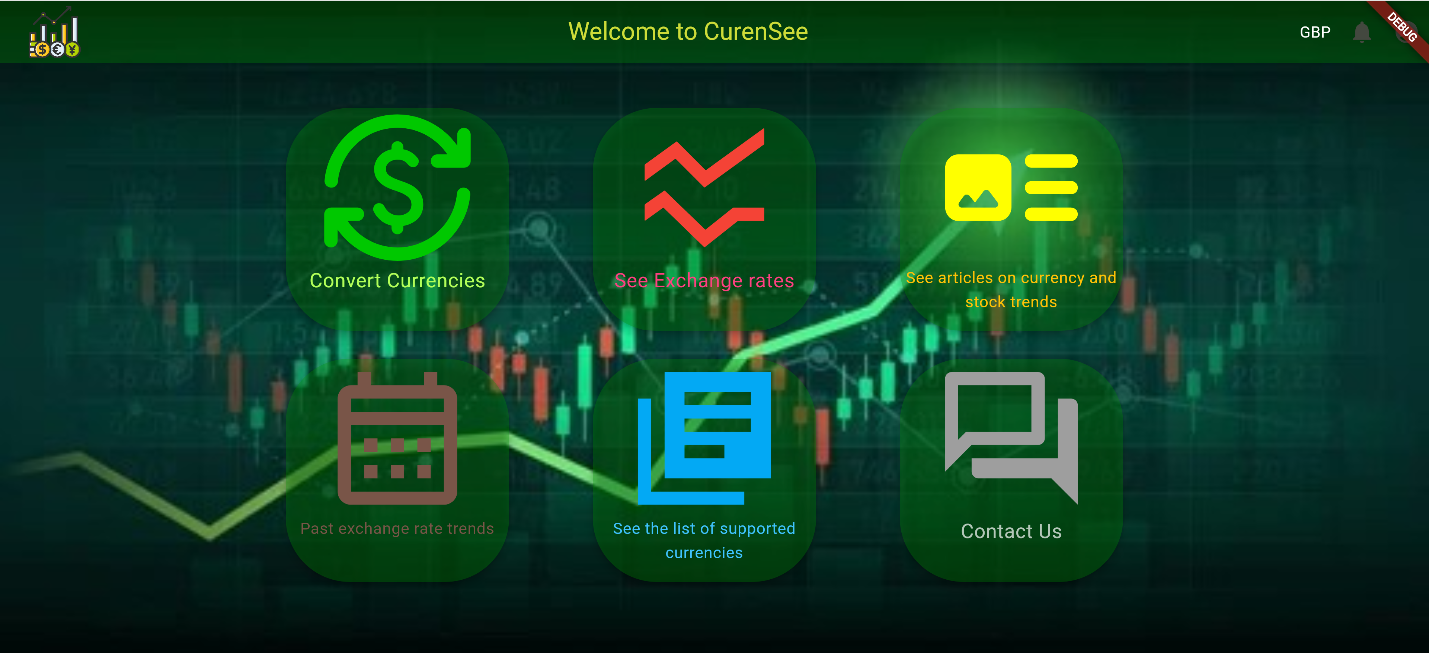 Welcome to CurenSee
GBP
DEBUG
Convert Currencies
See Exchange rates
See articles on currency and
stock trends
Past exchange rate trends
See the list of supported
currencies
Contact Us